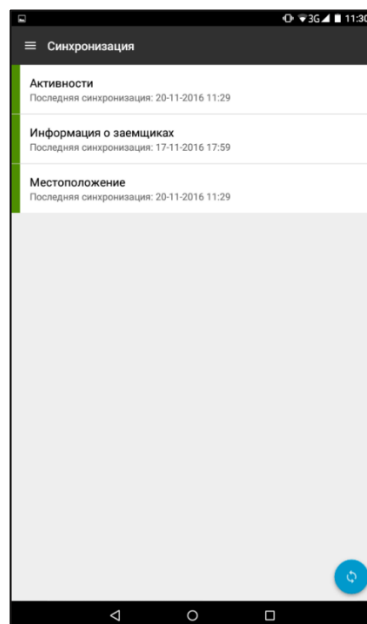 3G 11:30
Синхронизация
Активности
Последняя синхронизация: 20-11-2016 11:29
Информация о заемщиках
Последняя синхронизация: 17-11-2016 17:59
Местоположение
Последняя синхронизация: 20-11-2016 11:29